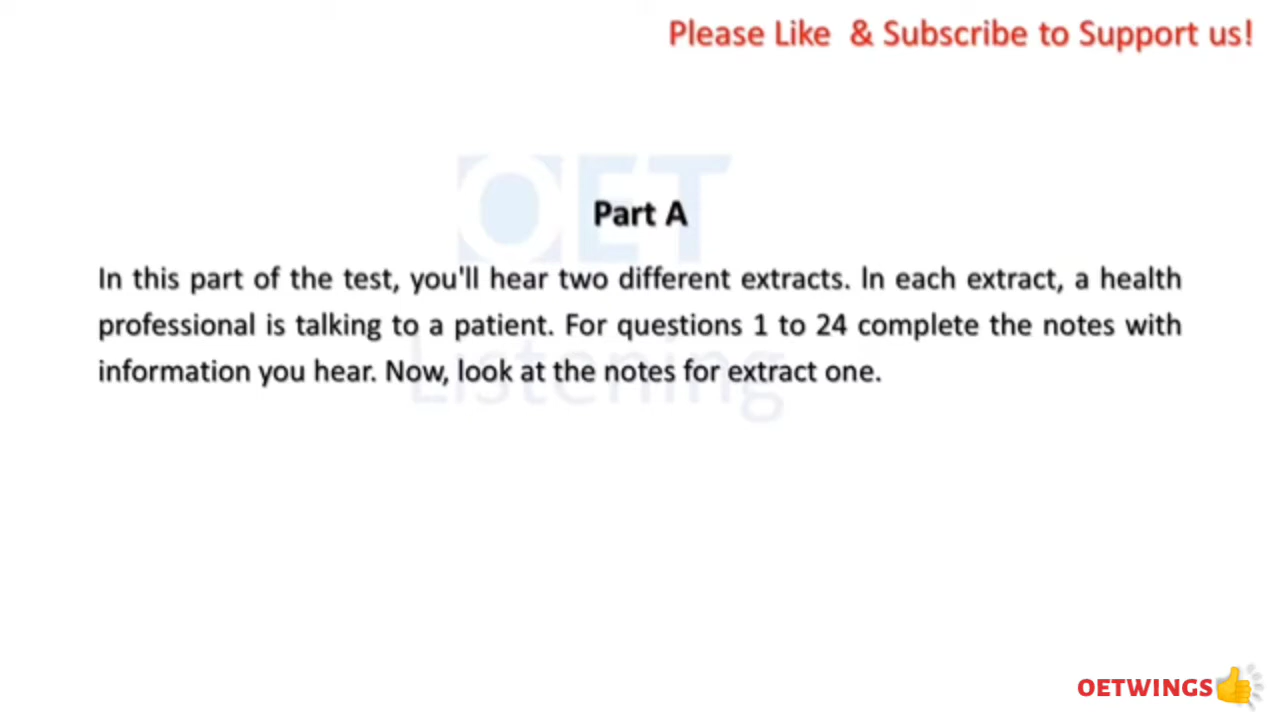 Please Like & Subscribe to Support us!
OET
Listening
Part A
In this part of the test, you'll hear two different extracts. In each extract, a health
professional is talking to a patient. For questions 1 to 24 complete the notes with
information you hear. Now, look at the notes for extract one.
OETWINGS